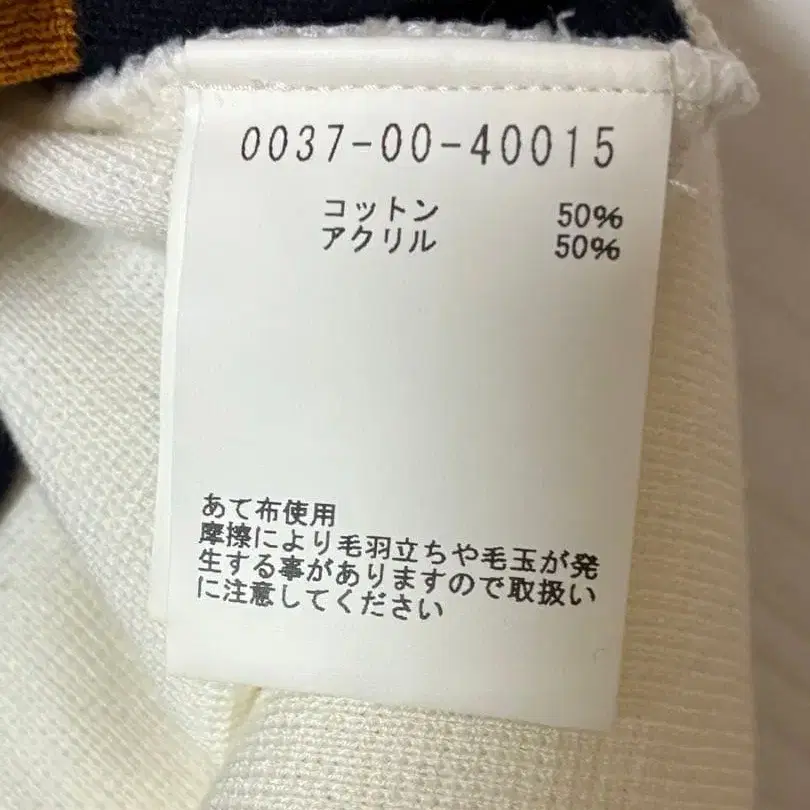 0037-00-40015
コットン 50%
アクリル 50%
あて布使用
摩擦により毛羽立ちや毛玉が発
生する事がありますので取扱い
に注意してください